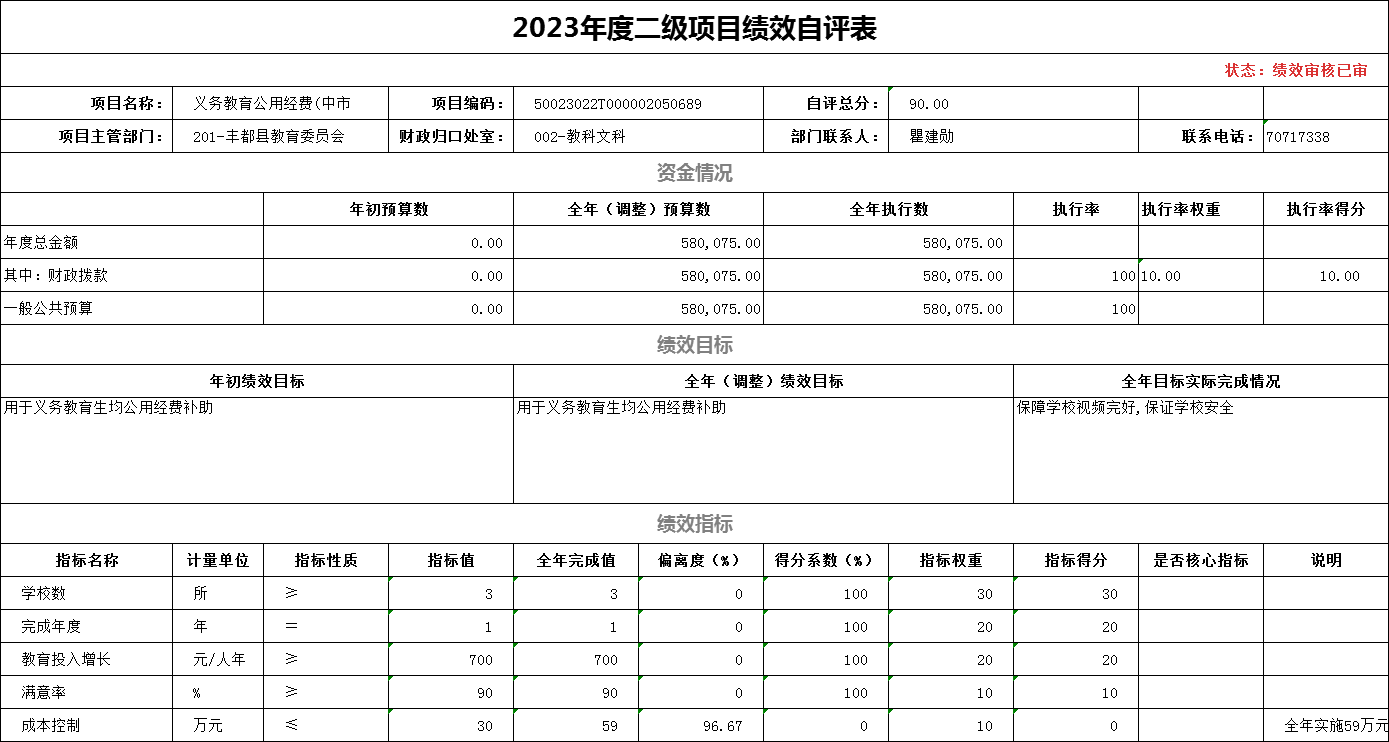 2023年度二级项目绩效自评表
状态：绩效审核已审
项目名称： 义务教育公用经费(中市 项目编码： 50023022T000002050689 自评总分： 90.00
项目主管部门： 201-丰都县教育委员会 财政归口处室： 002-教科文科 部门联系人： 瞿建勋 联系电话： 70717338
资金情况
年初预算数 全年（调整）预算数 全年执行数 执行率 执行率权重 执行率得分
年度总金额 0.00 580,075.00 580,075.00
其中：财政拨款 0.00 580,075.00 580,075.00 100 10.00 10.00
一般公共预算 0.00 580,075.00 580,075.00 100
绩效目标
年初绩效目标 全年（调整）绩效目标 全年目标实际完成情况
用于义务教育生均公用经费补助 用于义务教育生均公用经费补助 保障学校视频完好,保证学校安全
绩效指标
指标名称 计量单位 指标性质 指标值 全年完成值 偏离度（%） 得分系数（%） 指标权重 指标得分 是否核心指标 说明
学校数 所 ≥ 3 3 0 100 30 30
完成年度 年 ＝ 1 1 0 100 20 20
教育投入增长 元/人年 ≥ 700 700 0 100 20 20
满意率 % ≥ 90 90 0 100 10 10
成本控制 万元 ≤ 30 59 96.67 0 10 0 全年实施59万元